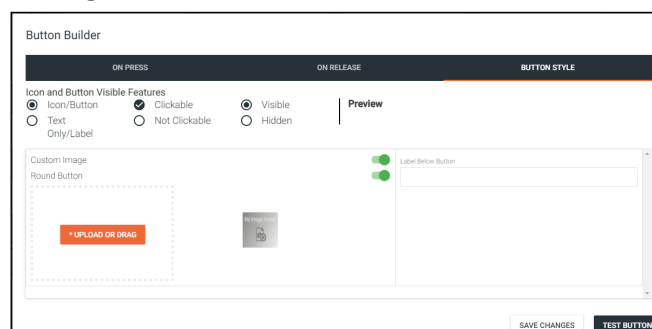 Button Builder
ON PRESS ON RELEASE BUTTON STYLE
Icon and Button Visible Features
Icon/Button Clickable Visible Preview
Text Only/Label Not Clickable Hidden
Custom Image Label Below Button
Round Button
* UPLOAD OR DRAG
No Image Found
SAVE CHANGES TEST BUTTON